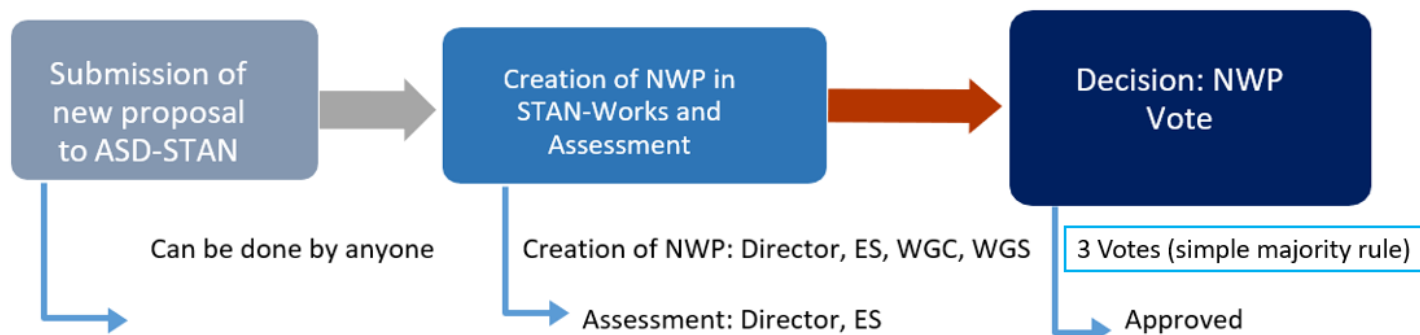 Submission of
new proposal
to ASD-STAN
Creation of NWP in
STAN-Works and
Assessment
Decision: NWP
Vote
Can be done by anyone
Creation of NWP: Director, ES, WGC, WGS
Assessment: Director, ES
3 Votes (simple majority rule)
Approved